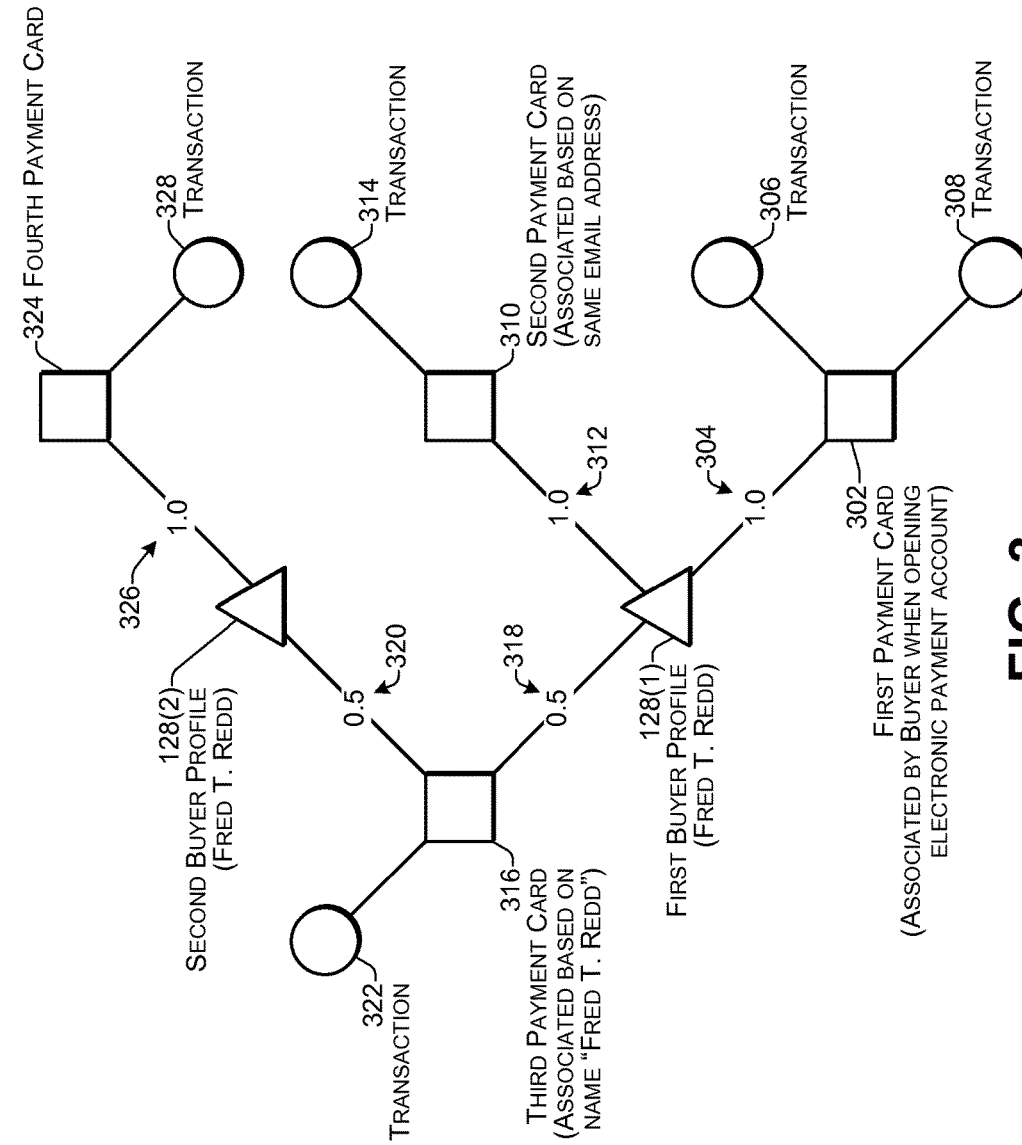 324 FOURTH PAYMENT CARD
328
TRANSACTION
326
1.0
128(2)
SECOND BUYER PROFILE
(FRED T. REDD)
314
TRANSACTION
0.5
320
322
TRANSACTION
310
SECOND PAYMENT CARD
(ASSOCIATED BASED ON
SAME EMAIL ADDRESS)
316
THIRD PAYMENT CARD
(ASSOCIATED BASED ON
NAME “FRED T. REDD”)
1.0
312
0.5
318
128(1)
FIRST BUYER PROFILE
(FRED T. REDD)
304
1.0
306
TRANSACTION
302
FIRST PAYMENT CARD
(ASSOCIATED BY BUYER WHEN OPENING
ELECTRONIC PAYMENT ACCOUNT)
308
TRANSACTION